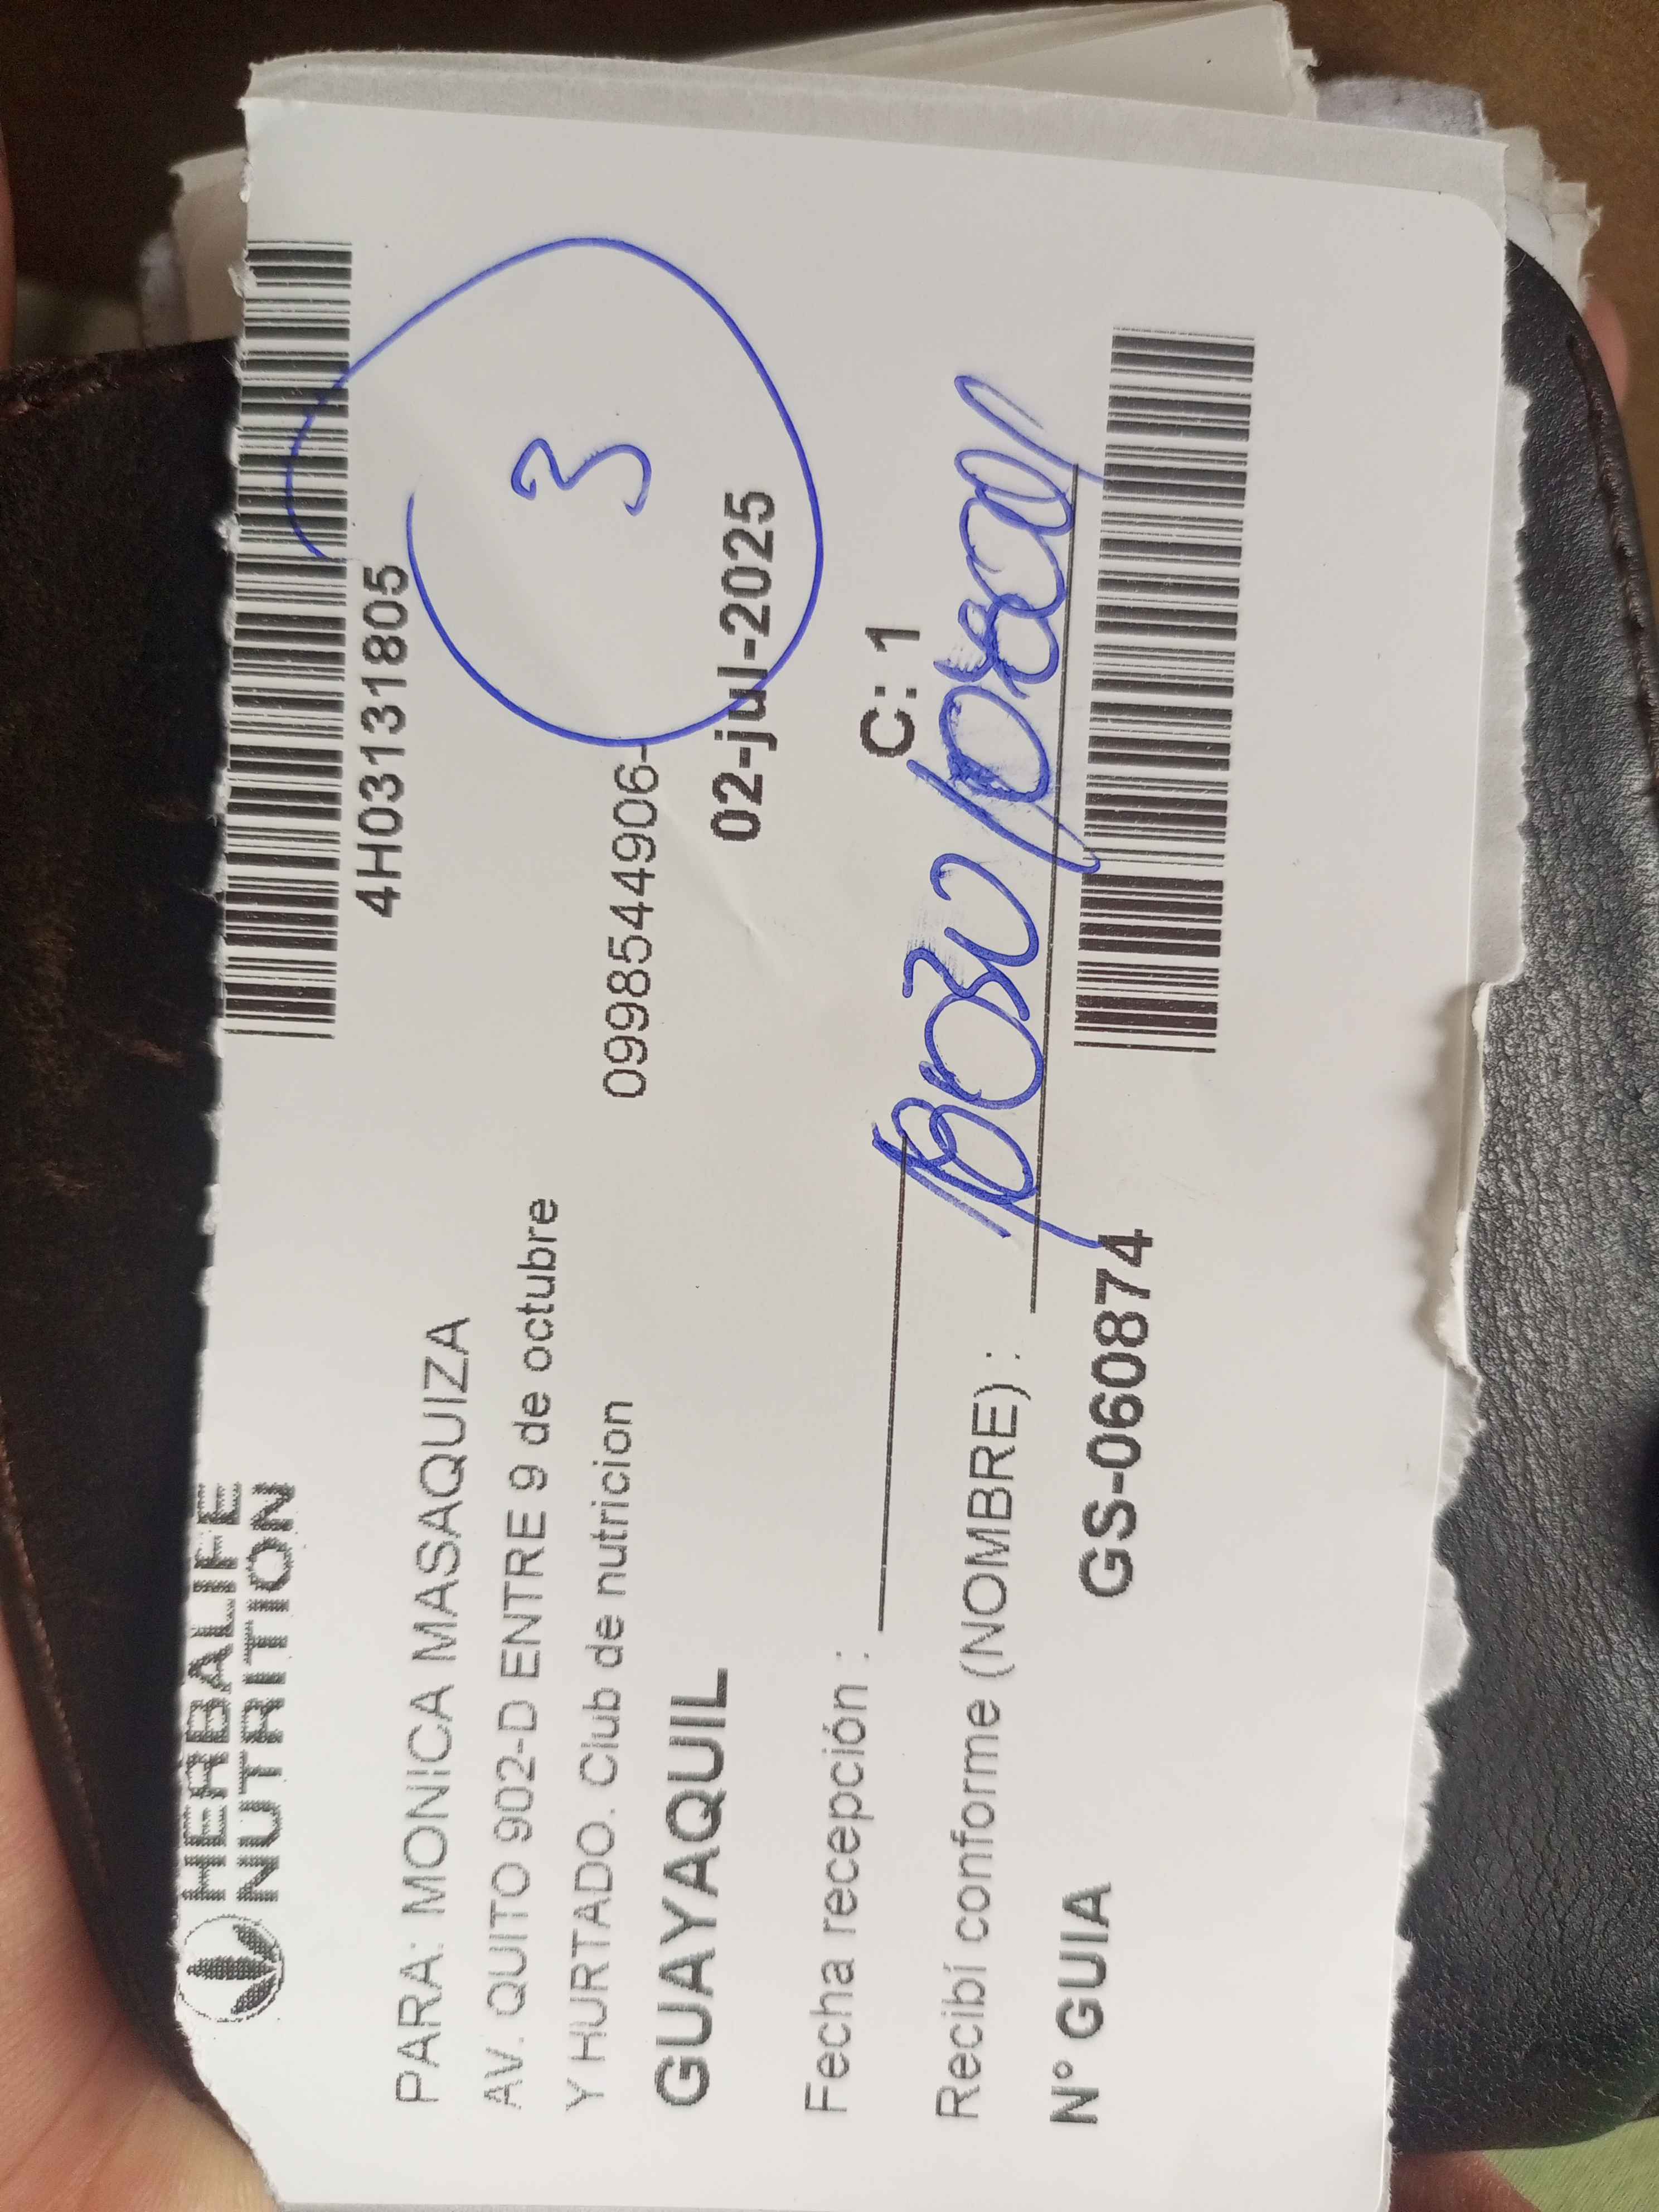 HERBALIFE
NUTRITION
4H03131805
PARA: MONICA MASAQUIZA
AV. QUITO 902-D ENTRE 9 de octubre
Y HURTADO. Club de nutricion
0998544906-
3
GUAYAQUIL
02-jul-2025
Fecha recepción :
C: 1
Recibí conforme (NOMBRE) :
N° GUIA GS-060874